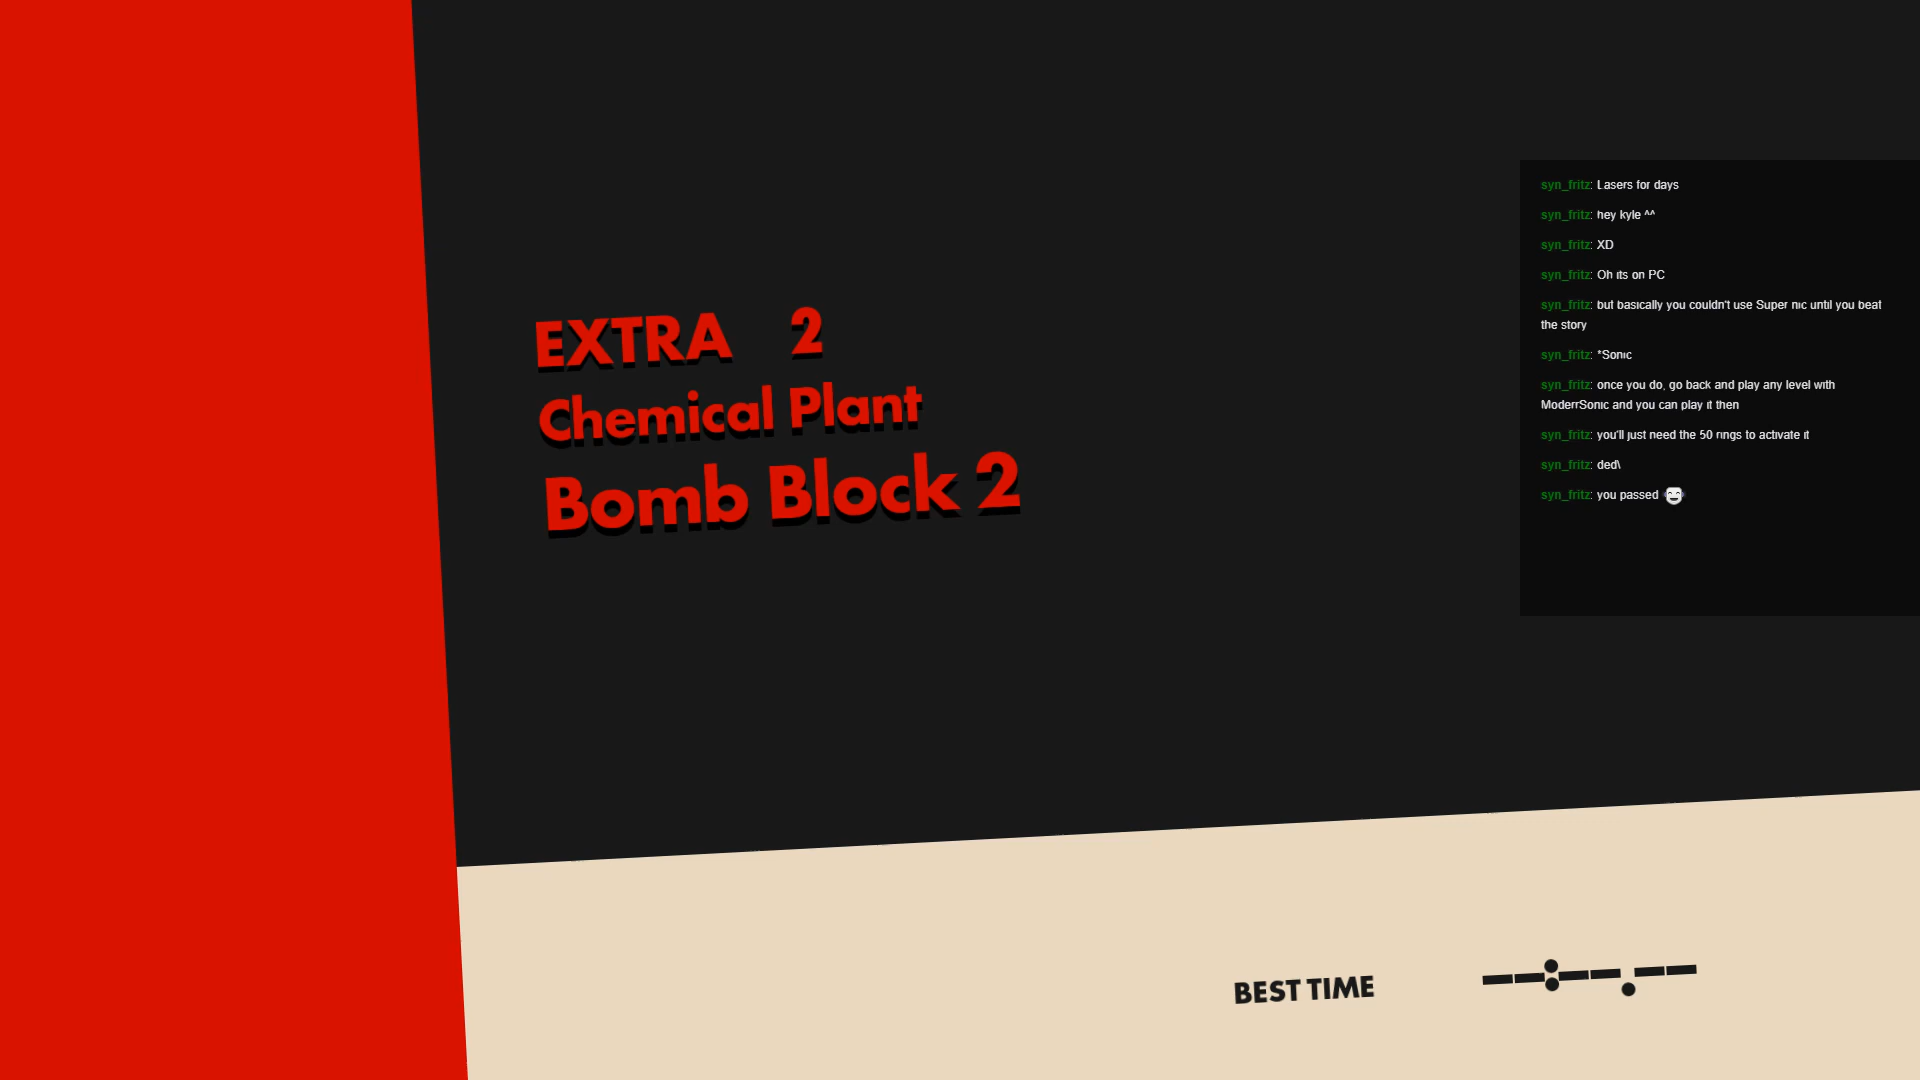 EXTRA 2
Chemical Plant
Bomb Block 2
syn_fritz: Lasers for days
syn_fritz: hey kyle ^^
syn_fritz: XD
syn_fritz: Oh its on PC
syn_fritz: but basically you couldn't use Super nic until you beat
the story
syn_fritz: *Sonic
syn_fritz: once you do, go back and play any level with
ModerrSonic and you can play it then
syn_fritz: you'll just need the 50 rings to activate it
syn_fritz: ded\
syn_fritz: you passed
BEST TIME --:--.--